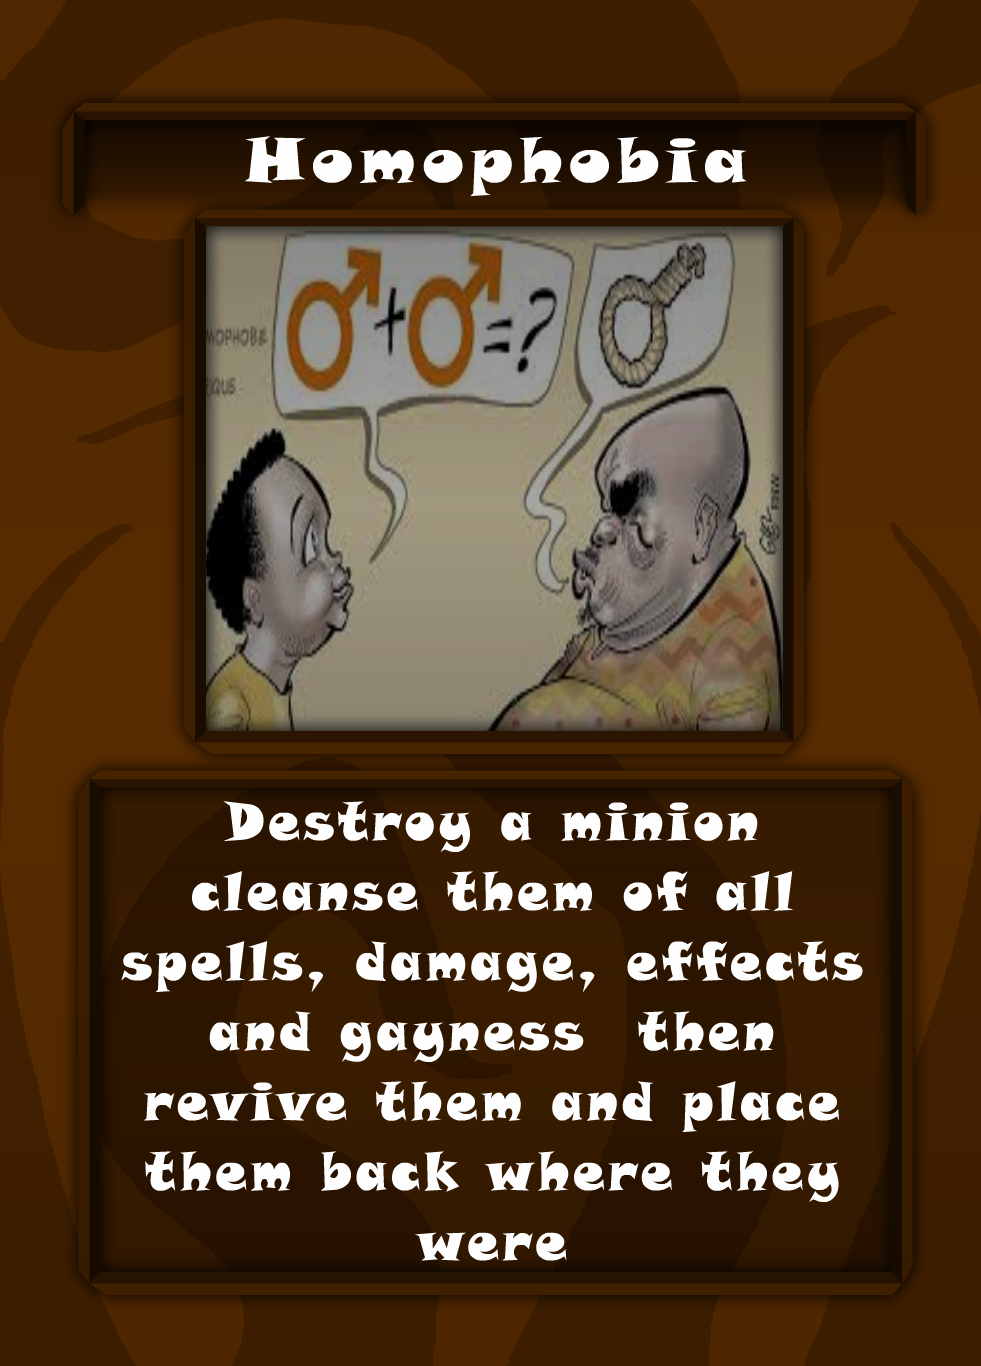 Homophobia
+ = ?
Destroy a minion
cleanse them of all
spells, damage, effects
and gayness then
revive them and place
them back where they
were